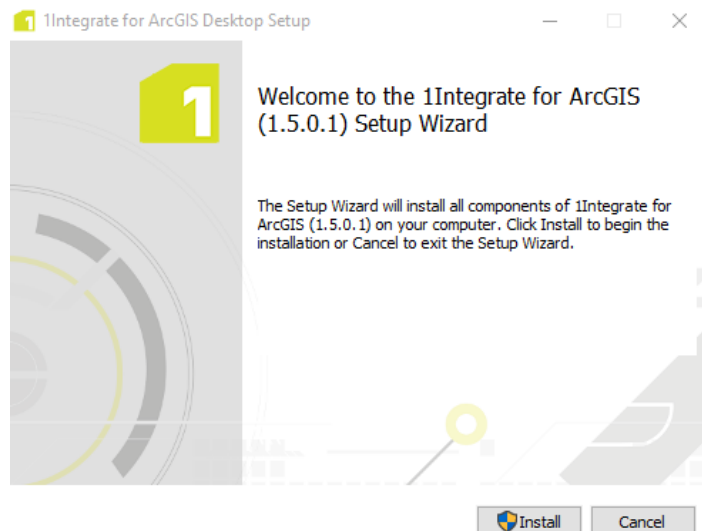 1Integrate for ArcGIS Desktop Setup
1
Welcome to the 1Integrate for ArcGIS
(1.5.0.1) Setup Wizard
The Setup Wizard will install all components of 1Integrate for
ArcGIS (1.5.0.1) on your computer. Click Install to begin the
installation or Cancel to exit the Setup Wizard.
Install Cancel